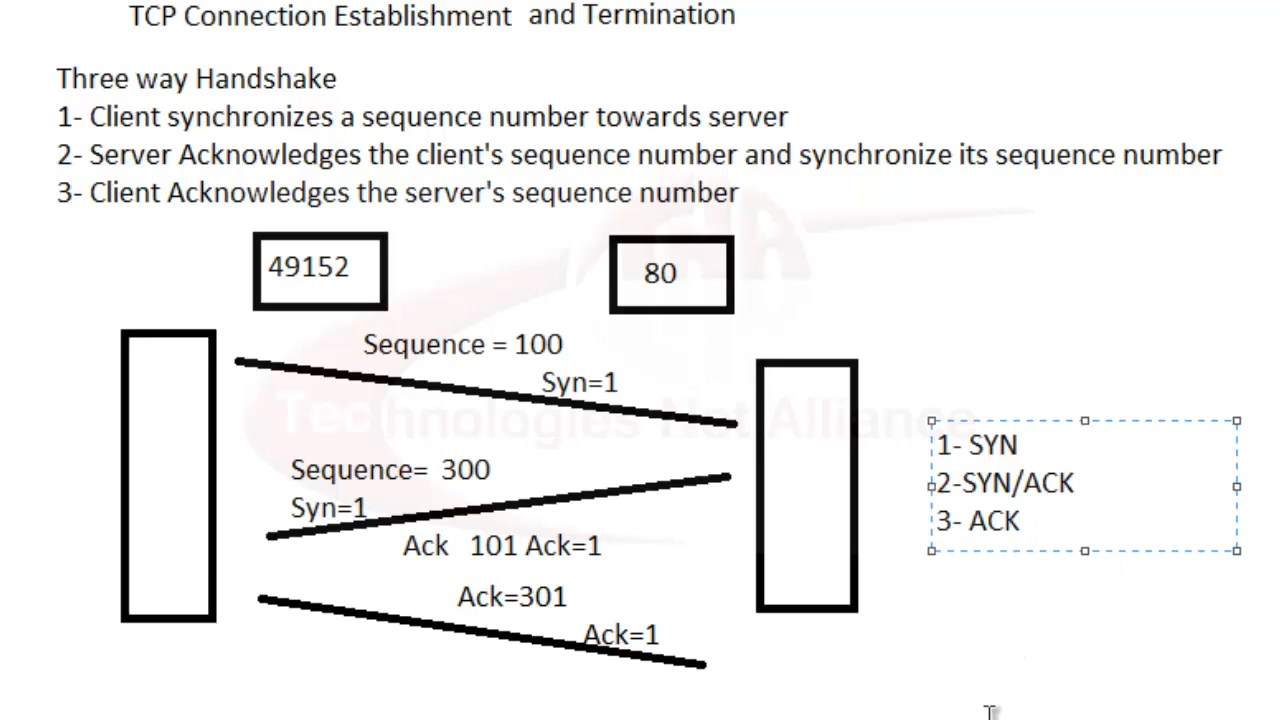 TCP Connection Establishment and Termination
Three way Handshake
1- Client synchronizes a sequence number towards server
2- Server Acknowledges the client's sequence number and synchronize its sequence number
3- Client Acknowledges the server's sequence number
49152
80
Sequence = 100
Syn=1
Sequence= 300
Syn=1
Ack 101 Ack=1
Ack=301
Ack=1
1- SYN
2-SYN/ACK
3- ACK
Technologies Net Alliance